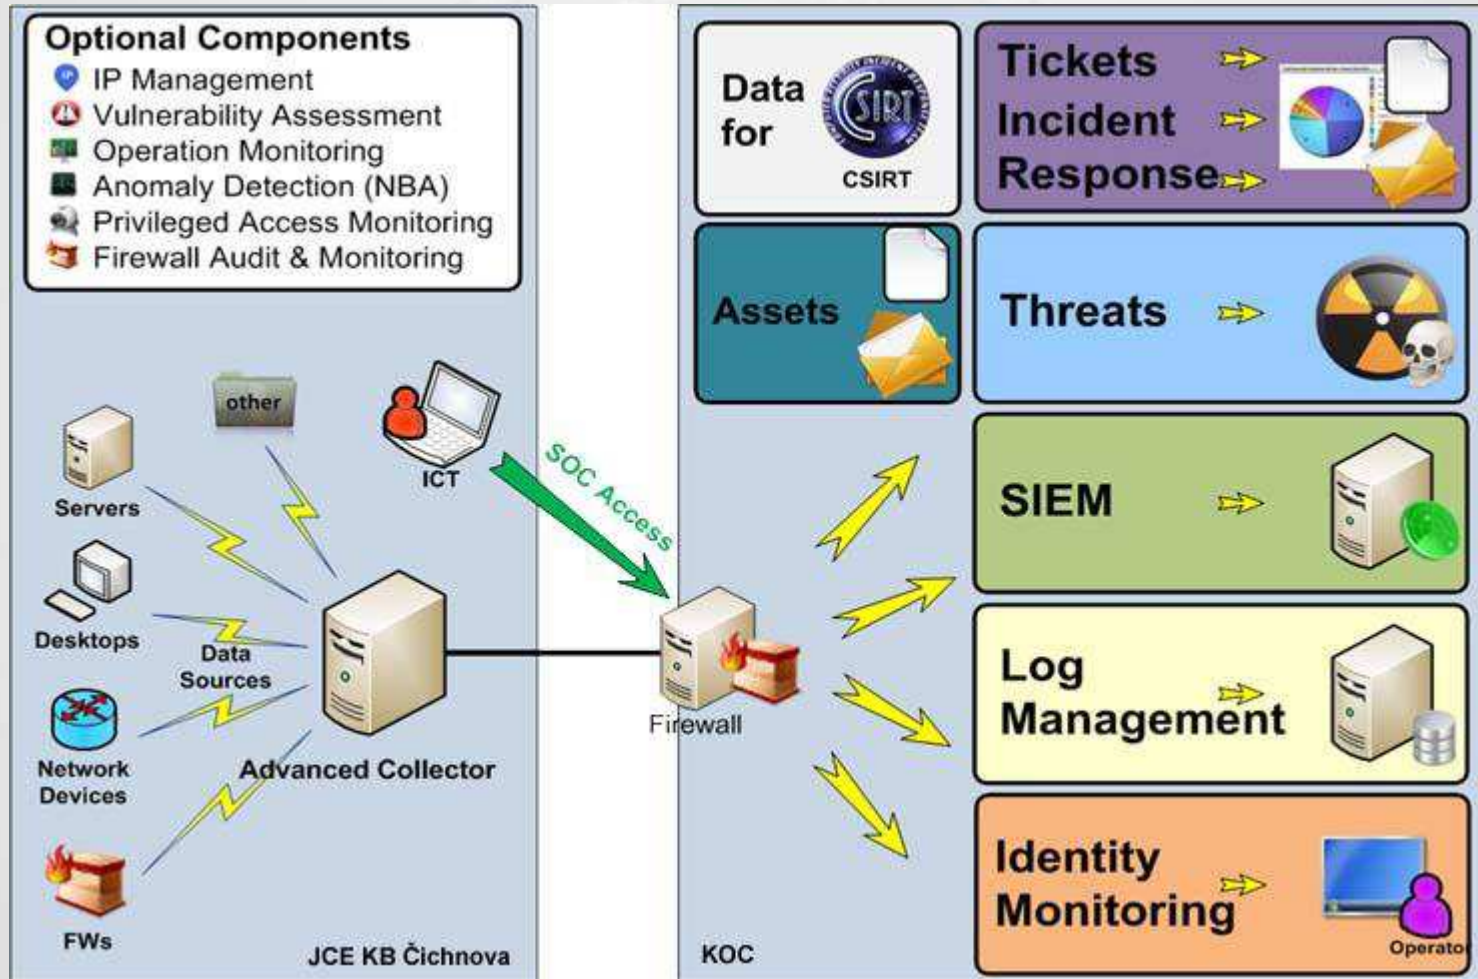 Optional Components
IP
IP Management
Vulnerability Assessment
Operation Monitoring
Anomaly Detection (NBA)
Privileged Access Monitoring
Firewall Audit & Monitoring
other
Servers
ICT
Desktops
Data
Sources
Network
Devices
Advanced Collector
FWs
JCE KB Čichnova
SOC Access
Firewall
KOC
Data
for
CSIRT
CSIRT
Tickets
Incident
Response
Assets
Threats
SIEM
Log
Management
Identity
Monitoring